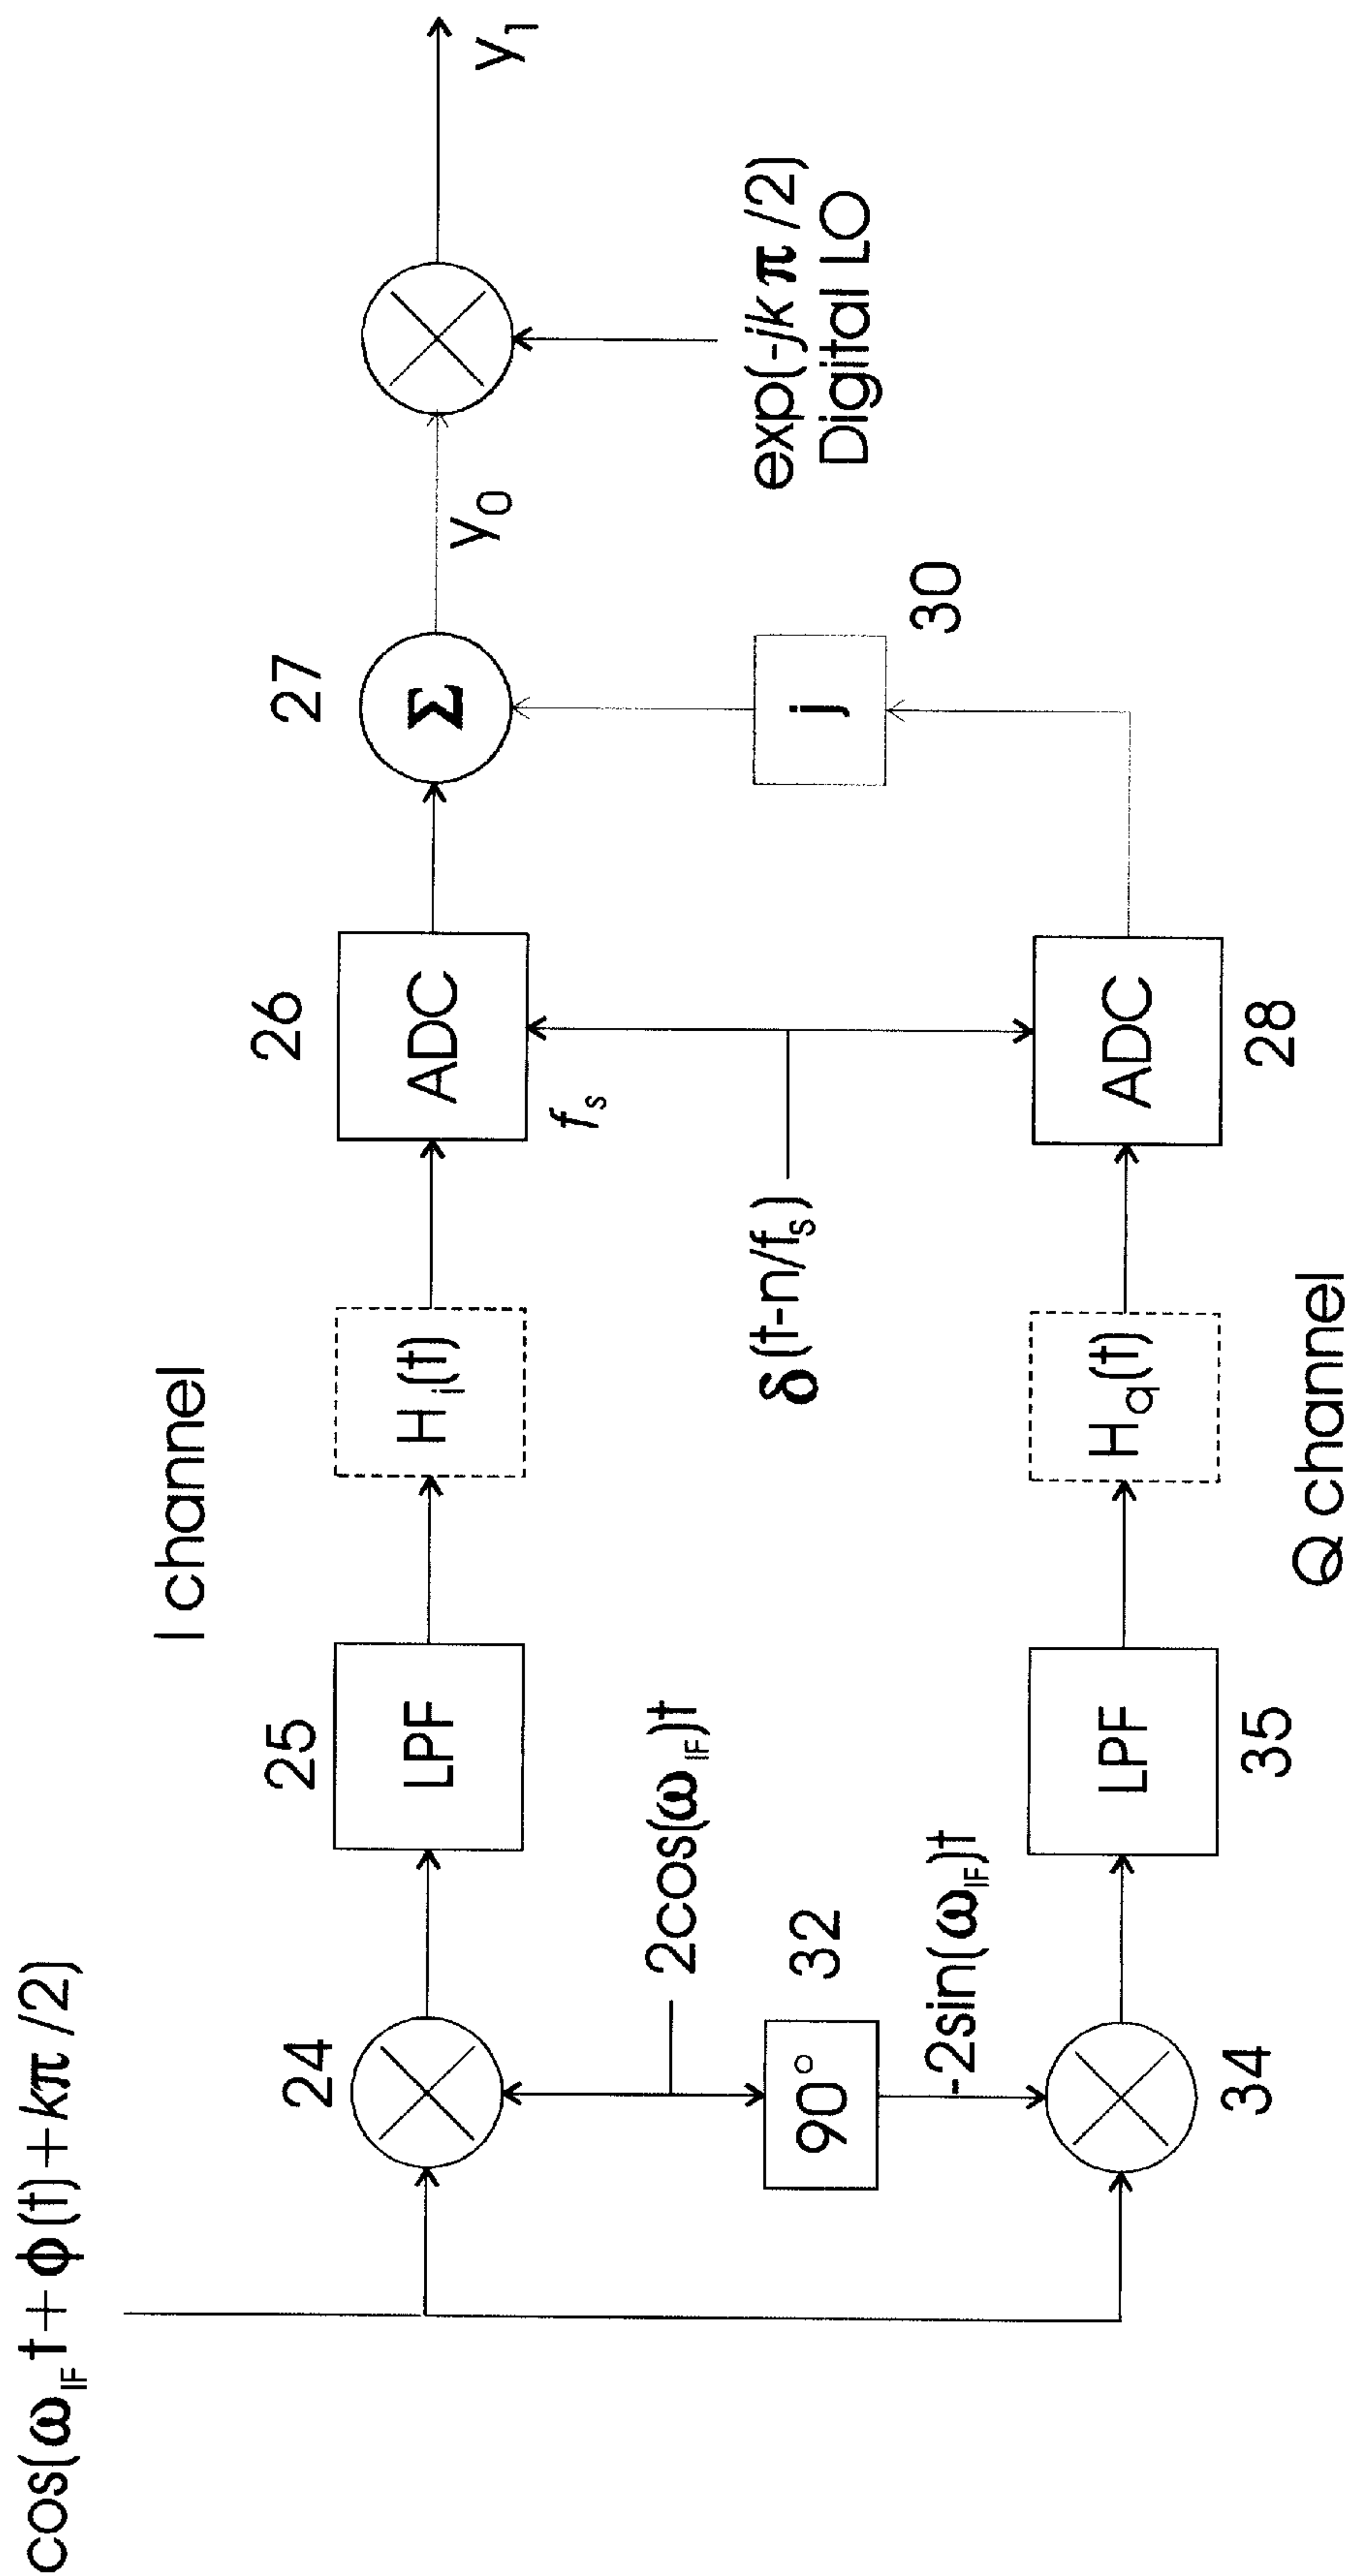 cos(ω_IF t+ϕ(t)+kπ/2)
I channel
24
25
LPF
H_i(t)
26
ADC
f_s
27
Σ
y_0
y_1
2cos(ω_IF)t
δ(t-n/f_s)
exp(-jkπ/2)
Digital LO
32
90°
-2sin(ω_IF)t
j
30
34
LPF
35
H_q(t)
ADC
28
Q channel